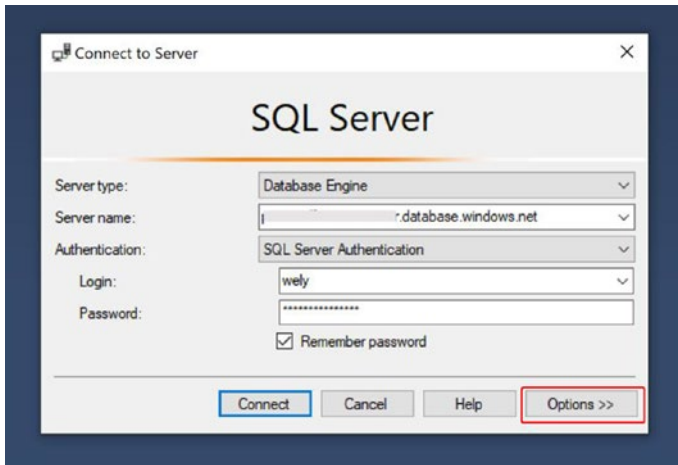 Connect to Server
SQL Server
Server type: Database Engine
Server name: r.database.windows.net
Authentication: SQL Server Authentication
Login: wely
Password: ***************
Remember password
Connect Cancel Help Options >>